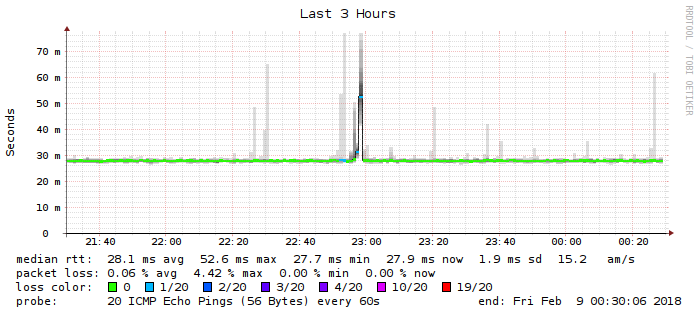 Last 3 Hours
RRDTOOL / TOBI OETIKER
Seconds
70 m
60 m
50 m
40 m
30 m
20 m
10 m
0
21:40 22:00 22:20 22:40 23:00 23:20 23:40 00:00 00:20
median rtt: 28.1 ms avg 52.6 ms max 27.7 ms min 27.9 ms now 1.9 ms sd 15.2 am/s
packet loss: 0.06 % avg 4.42 % max 0.00 % min 0.00 % now
loss color: 0 1/20 2/20 3/20 4/20 10/20 19/20
probe: 20 ICMP Echo Pings (56 Bytes) every 60s end: Fri Feb 9 00:30:06 2018